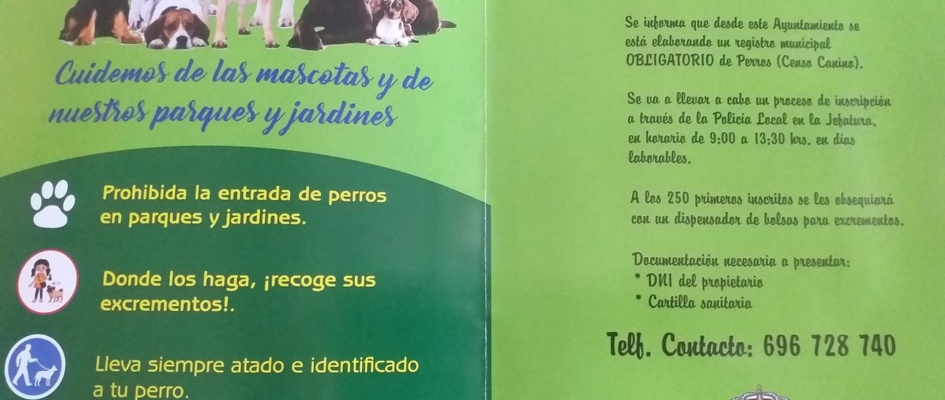 Cuidemos de las mascotas y de
nuestros parques y jardines
Prohibida la entrada de perros
en parques y jardines.
Donde los haga, ¡recoge sus
excrementos!.
Lleva siempre atado e identificado
a tu perro.
Se informa que desde este Ayuntamiento se
está elaborando un registro municipal
OBLIGATORIO de Perros (Censo Canino).
Se va a llevar a cabo un proceso de inscripción
a través de la Policía Local en la Jefatura,
en horario de 9:00 a 13:30 hrs. en días
laborables.
A los 250 primeros inscritos se les obsequiará
con un dispensador de bolsas para excrementos.
Documentación necesaria a presentar:
* DNI del propietario
* Cartilla sanitaria
Telf. Contacto: 696 728 740